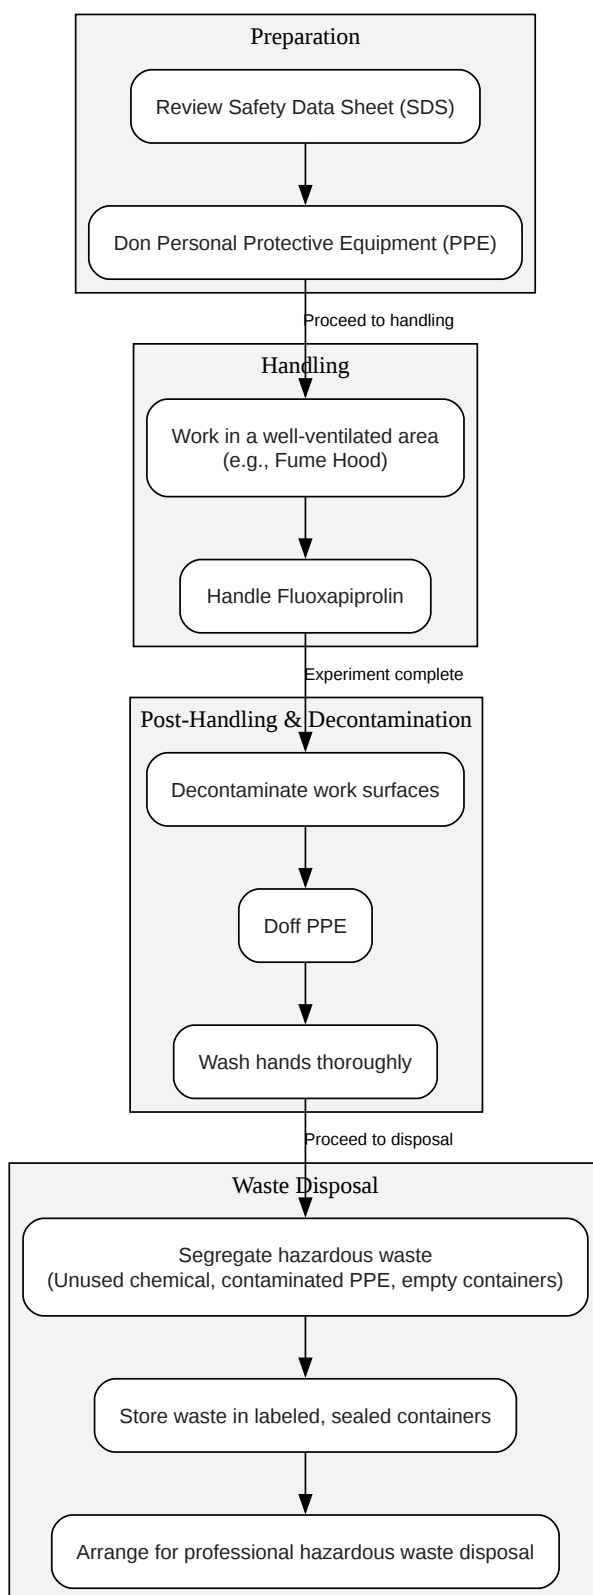 Preparation
Review Safety Data Sheet (SDS)
Don Personal Protective Equipment (PPE)
Proceed to handling
Handling
Work in a well-ventilated area
(e.g., Fume Hood)
Handle Fluoxapiprolin
Experiment complete
Post-Handling & Decontamination
Decontaminate work surfaces
Doff PPE
Wash hands thoroughly
Proceed to disposal
Waste Disposal
Segregate hazardous waste
(Unused chemical, contaminated PPE, empty containers)
Store waste in labeled, sealed containers
Arrange for professional hazardous waste disposal